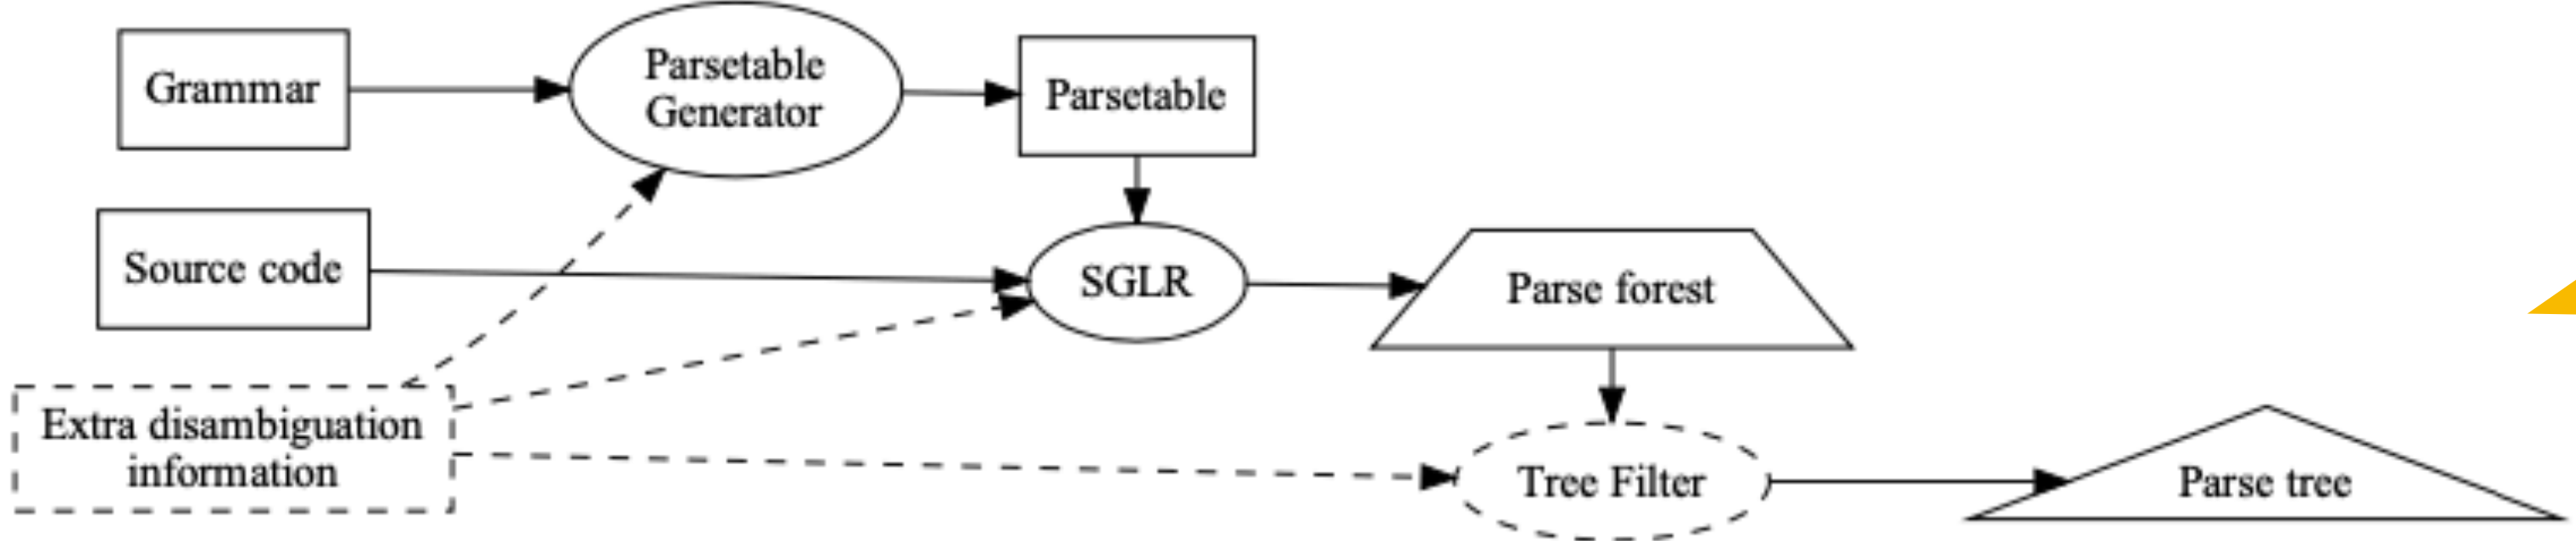 Grammar
Parsetable
Generator
Parsetable
Source code
SGLR
Parse forest
Extra disambiguation
information
Tree Filter
Parse tree